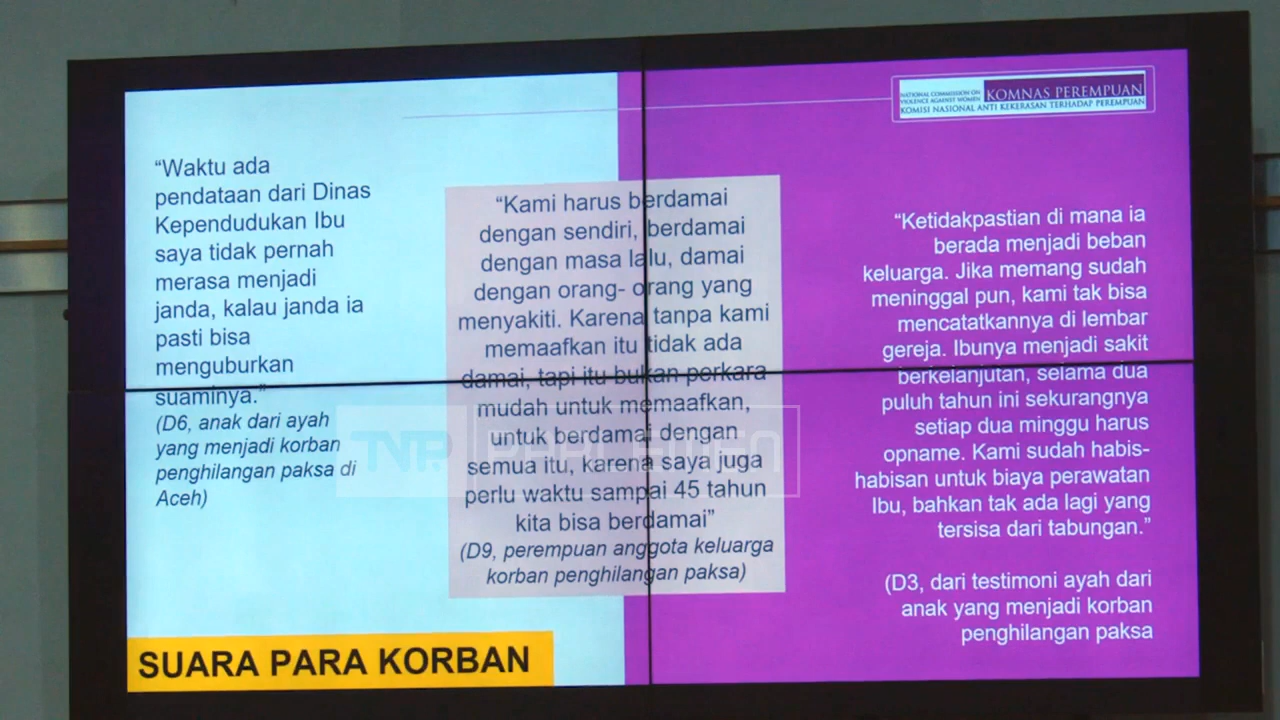 NATIONAL COMMISSION ON
VIOLENCE AGAINST WOMEN
KOMNAS PEREMPUAN
KOMISI NASIONAL ANTI KEKERASAN TERHADAP PEREMPUAN
“Waktu ada
pendataan dari Dinas
Kependudukan Ibu
saya tidak pernah
merasa menjadi
janda, kalau janda ia
pasti bisa
menguburkan
suaminya.”
(D6, anak dari ayah
yang menjadi korban
penghilangan paksa di
Aceh)
“Kami harus berdamai
dengan sendiri, berdamai
dengan masa lalu, damai
dengan orang- orang yang
menyakiti. Karena tanpa kami
memaafkan itu tidak ada
damai, tapi itu bukan perkara
mudah untuk memaafkan,
untuk berdamai dengan
semua itu, karena saya juga
perlu waktu sampai 45 tahun
kita bisa berdamai”
(D9, perempuan anggota keluarga
korban penghilangan paksa)
“Ketidakpastian di mana ia
berada menjadi beban
keluarga. Jika memang sudah
meninggal pun, kami tak bisa
mencatatkannya di lembar
gereja. Ibunya menjadi sakit
berkelanjutan, selama dua
puluh tahun ini sekurangnya
setiap dua minggu harus
opname. Kami sudah habis-
habisan untuk biaya perawatan
Ibu, bahkan tak ada lagi yang
tersisa dari tabungan.”
(D3, dari testimoni ayah dari
anak yang menjadi korban
penghilangan paksa
SUARA PARA KORBAN
TVR PARLEMEN